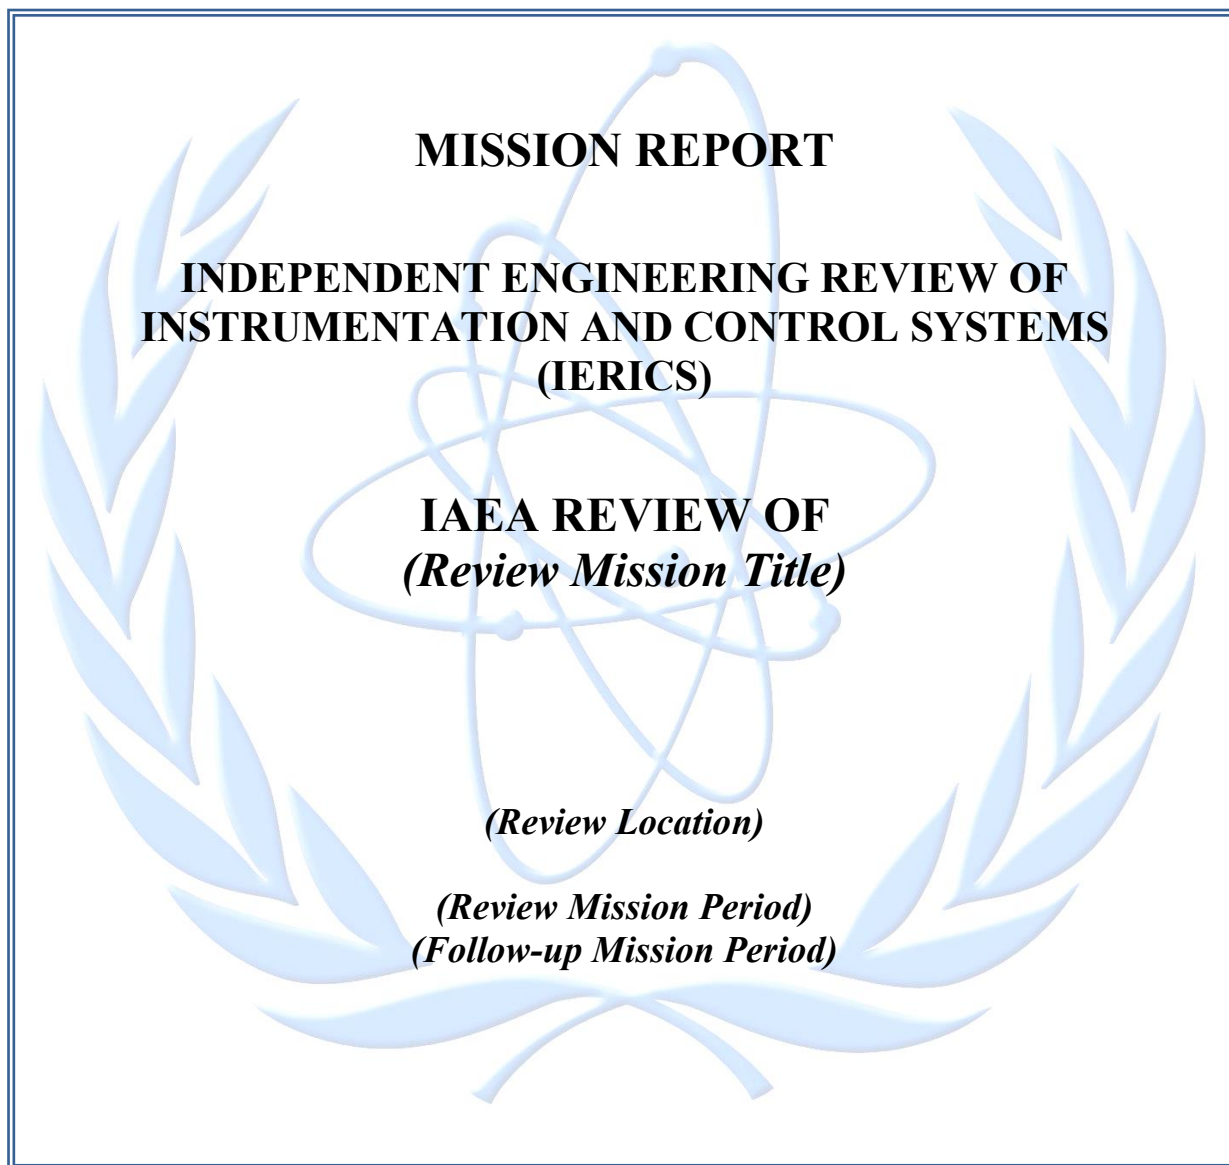 MISSION REPORT
INDEPENDENT ENGINEERING REVIEW OF
INSTRUMENTATION AND CONTROL SYSTEMS
(IERICS)
IAEA REVIEW OF
(Review Mission Title)
(Review Location)
(Review Mission Period)
(Follow-up Mission Period)